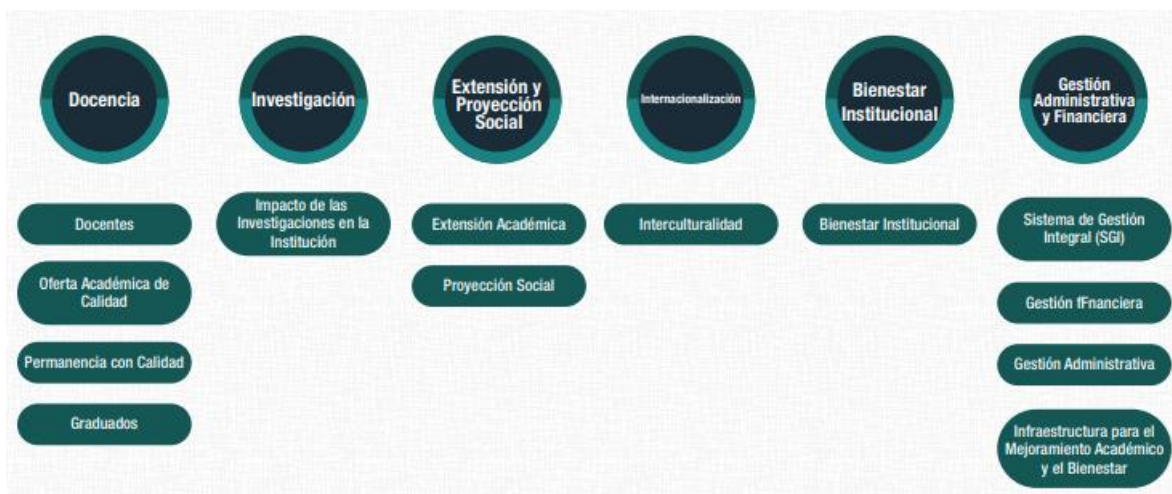 Docencia
Investigación
Extensión y
Proyección
Social
Internacionalización
Bienestar
Institucional
Gestión
Administrativa
y Financiera
Docentes
Oferta Académica de
Calidad
Permanencia con Calidad
Graduados
Impacto de las
Investigaciones en la
Institución
Extensión Académica
Proyección Social
Interculturalidad
Bienestar Institucional
Sistema de Gestión
Integral (SGI)
Gestión fFnanciera
Gestión Administrativa
Infraestructura para el
Mejoramiento Académico
y el Bienestar